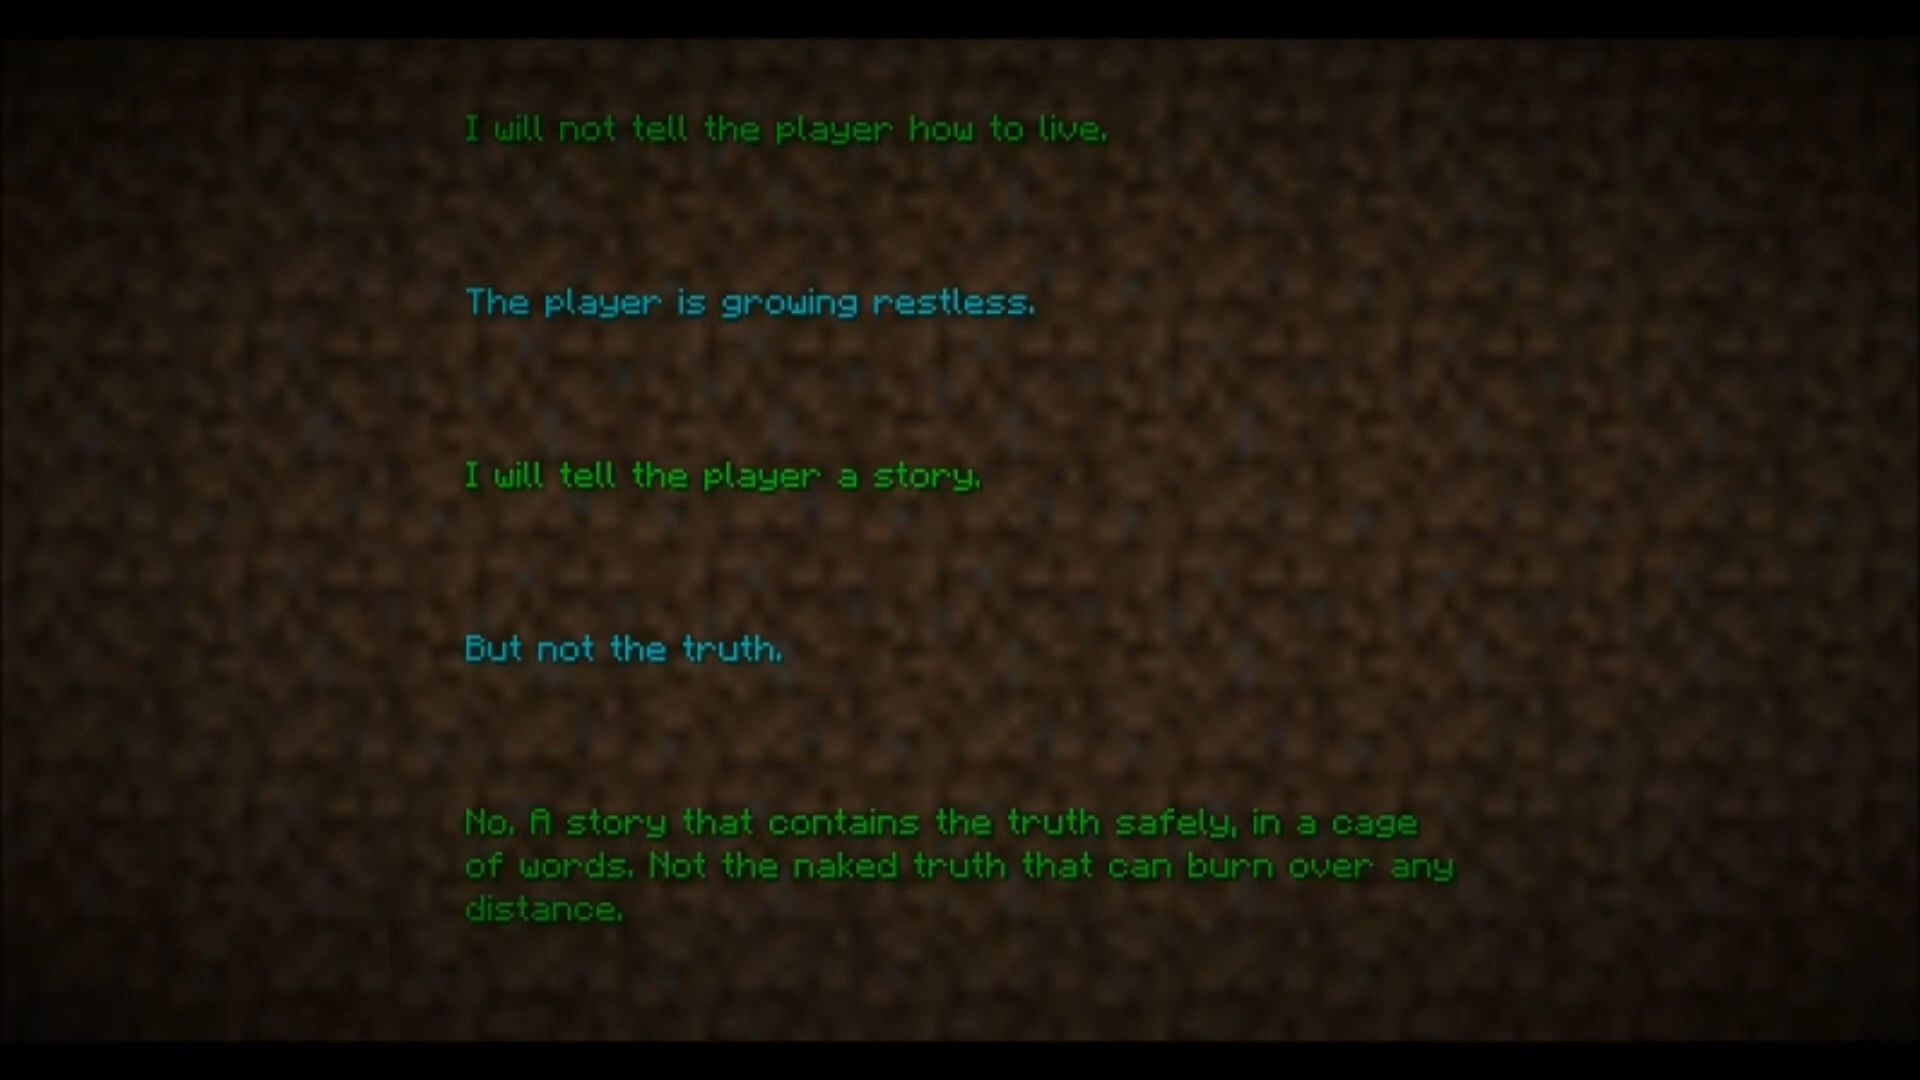 I will not tell the player how to live.
The player is growing restless.
I will tell the player a story.
But not the truth.
No. A story that contains the truth safely, in a cage
of words. Not the naked truth that can burn over any
distance.